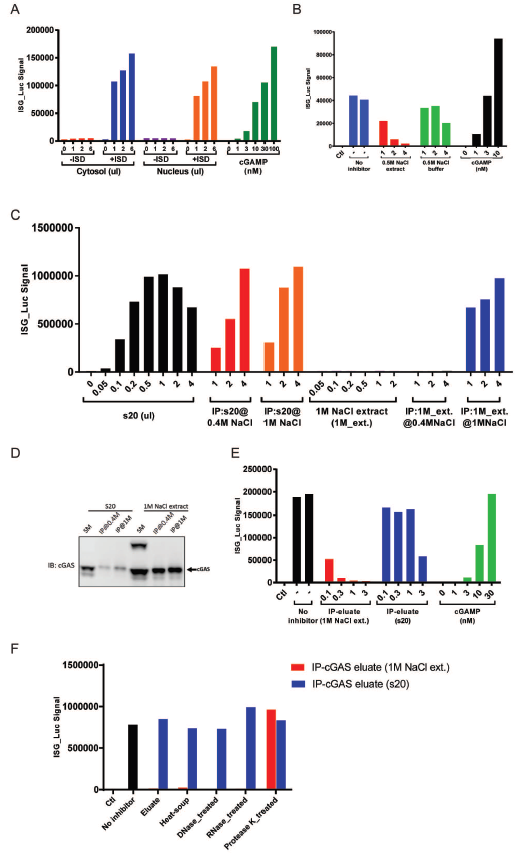 A
ISG_Luc Signal
200000
150000
100000
50000
0
0 1 2 6 0 1 2 6 0 1 2 6 0 1 2 6 0 1 3 10 30 100
-ISD +ISD -ISD +ISD cGAMP
Cytosol (ul) Nucleus (ul) (nM)
B
ISG_Luc Signal
100000
80000
60000
40000
20000
0
Ctl - - 1 2 4 1 2 4 0 1 3 10
No inhibitor
0.5M NaCl extract
0.5M NaCl buffer
cGAMP (nM)
C
ISG_Luc Signal
1500000
1000000
500000
0
0 0.05 0.1 0.2 0.5 1 2 4 1 2 4 1 2 4 0.05 0.1 0.2 0.5 1 2 1 2 4 1 2 4
s20 (ul)
IP:s20@ 0.4M NaCl
IP:s20@ 1M NaCl
1M NaCl extract (1M_ext.)
IP:1M_ext. @0.4MNaCl
IP:1M_ext. @1MNaCl
D
S20 1M NaCl extract
SM IP@0.4M IP@1M SM IP@0.4M IP@1M
IB: cGAS
cGAS
E
ISG_Luc Signal
250000
200000
150000
100000
50000
0
Ctl - - 0.1 0.3 1 3 0.1 0.3 1 3 0 1 3 10 30
No IP-eluate IP-eluate cGAMP
inhibitor (1M NaCl ext.) (s20) (nM)
F
IP-cGAS eluate (1M NaCl ext.)
IP-cGAS eluate (s20)
ISG_Luc Signal
1500000
1000000
500000
0
Ctl
No inhibitor
Eluate
Heat-soup
DNase_treated
RNase_treated
Protease K_treated